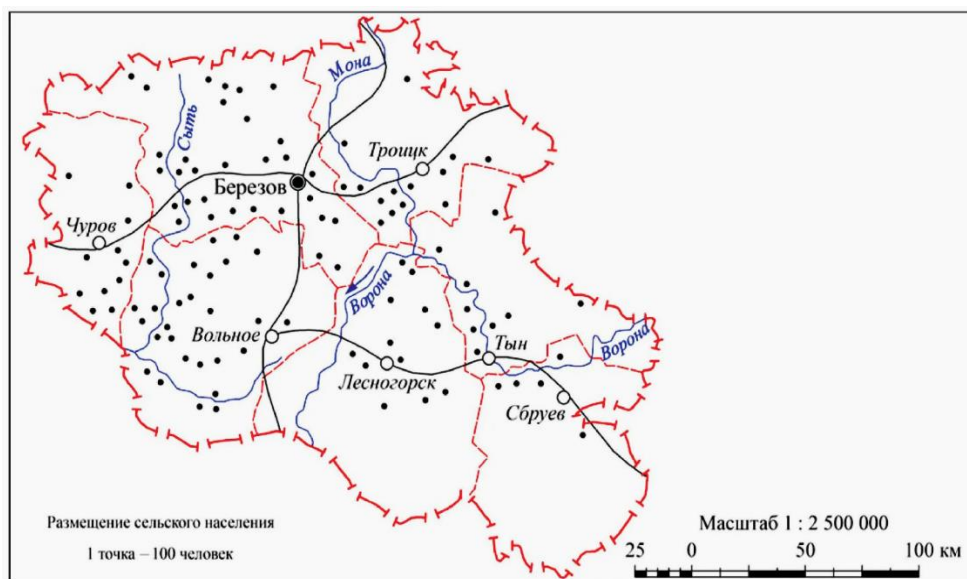 Мона
Сыть
Троицк
Березов
Чуров
Ворона
Вольное
Тын
Ворона
Лесногорск
Сбруев
Размещение сельского населения
1 точка – 100 человек
Масштаб 1 : 2 500 000
25 0 50 100 км